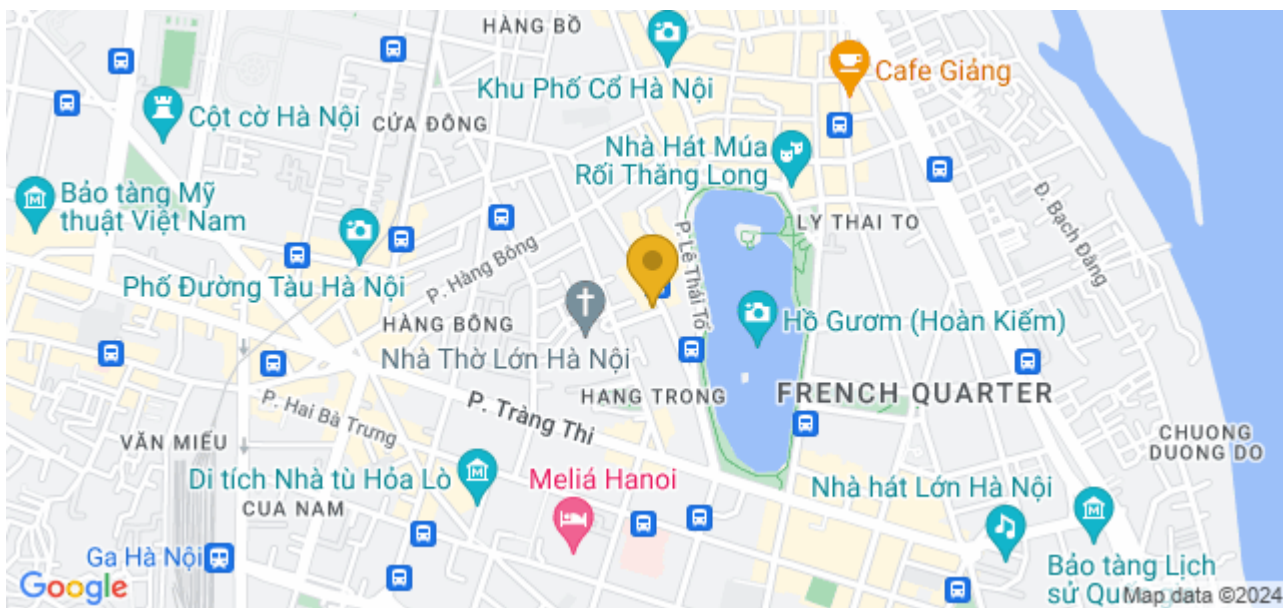 HÀNG BỒ
Cafe Giảng
Khu Phố Cổ Hà Nội
Cột cờ Hà Nội
CỬA ĐÔNG
Nhà Hát Múa
Rối Thăng Long
Bảo tàng Mỹ
thuật Việt Nam
Đ. Bạch Đằng
LY THAI TO
P. Lê Thái Tổ
P. Hàng Bông
Phố Đường Tàu Hà Nội
HÀNG BÔNG
Hồ Gươm (Hoàn Kiếm)
Nhà Thờ Lớn Hà Nội
HANG TRONG
FRENCH QUARTER
P. Hai Bà Trưng
P. Tràng Thi
VĂN MIẾU
CHUONG
DUONG DO
Di tích Nhà tù Hỏa Lò
Meliá Hanoi
Nhà hát Lớn Hà Nội
CUA NAM
Ga Hà Nội
Bảo tàng Lịch
sử Qu
Google
Map data ©2024